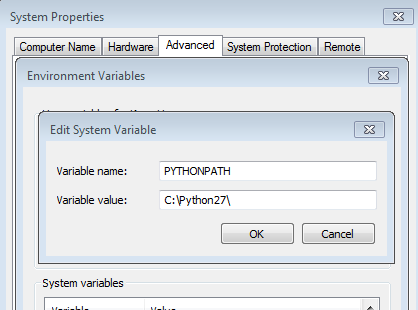 System Properties
Computer Name Hardware Advanced System Protection Remote
Environment Variables
Edit System Variable
Variable name: PYTHONPATH
Variable value: C:\Python27\
OK Cancel
System variables
Variable Value